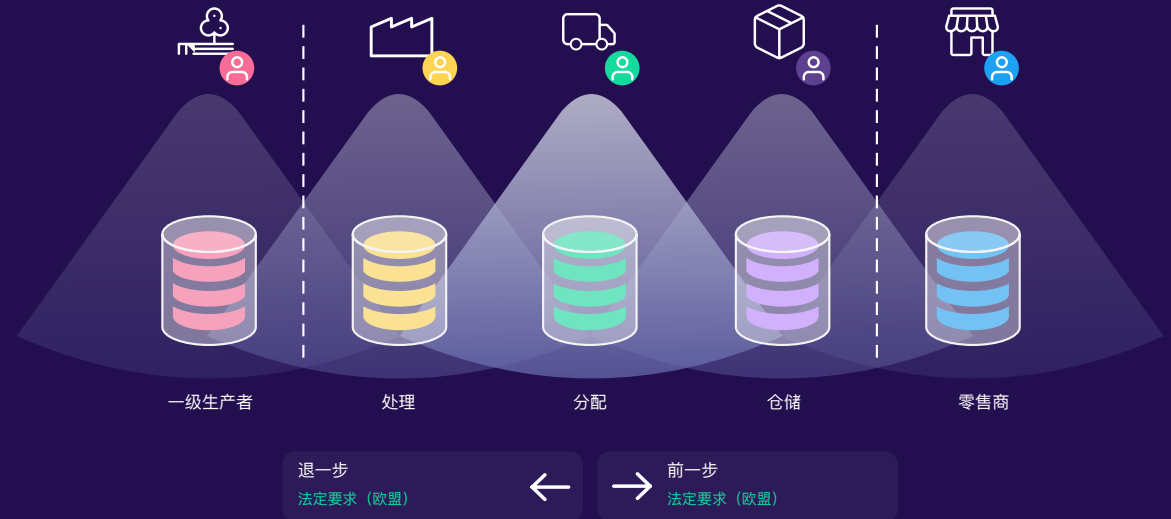 一级生产者
处理
分配
仓储
零售商
退一步
法定要求（欧盟）
前一步
法定要求（欧盟）